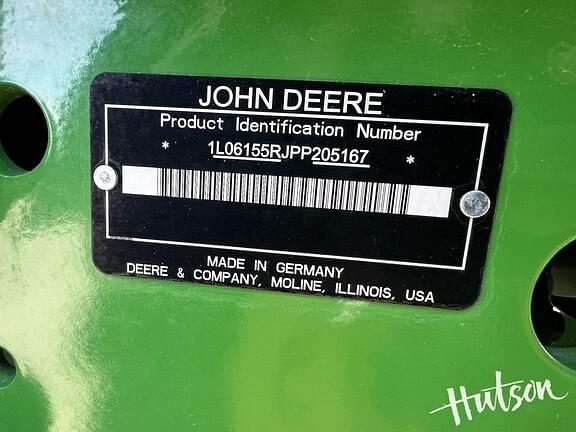 JOHN DEERE
Product Identification Number
* 1L06155RJPP205167 *
MADE IN GERMANY
DEERE & COMPANY, MOLINE, ILLINOIS, USA
Hutson